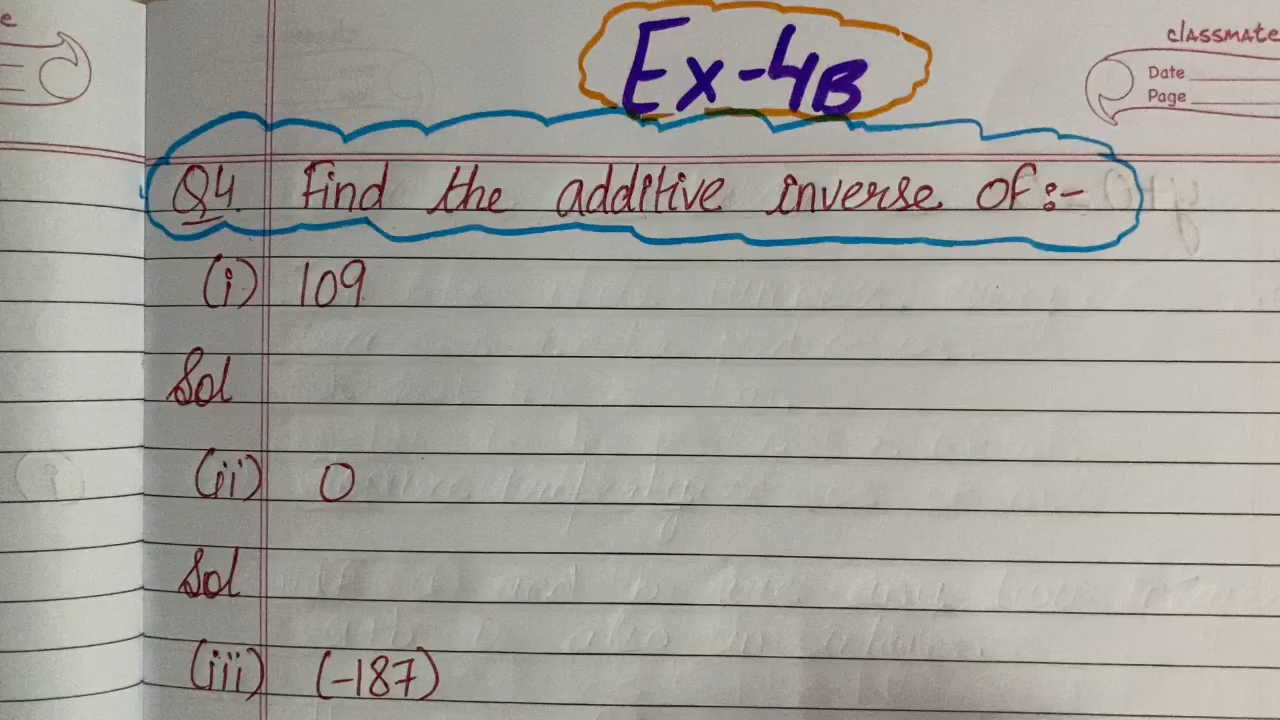 Ex-4B
classmate
Date
Page
Q4. Find the additive inverse of:-
(i) 109
Sol
(ii) 0
Sol
(iii) (-187)